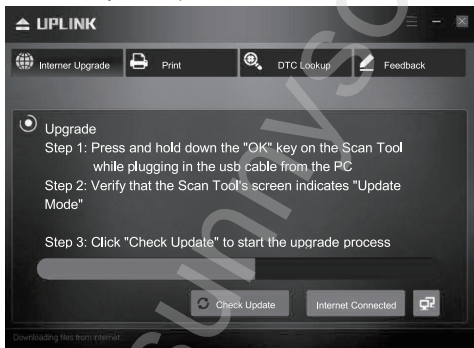 UPLINK
Interner Upgrade
Print
DTC Lookup
Feedback
Upgrade
Step 1: Press and hold down the "OK" key on the Scan Tool
while plugging in the usb cable from the PC
Step 2: Verify that the Scan Tool's screen indicates "Update
Mode"
Step 3: Click "Check Update" to start the upgrade process
Check Update
Internet Connected
Downloading files from internet
sunnyso